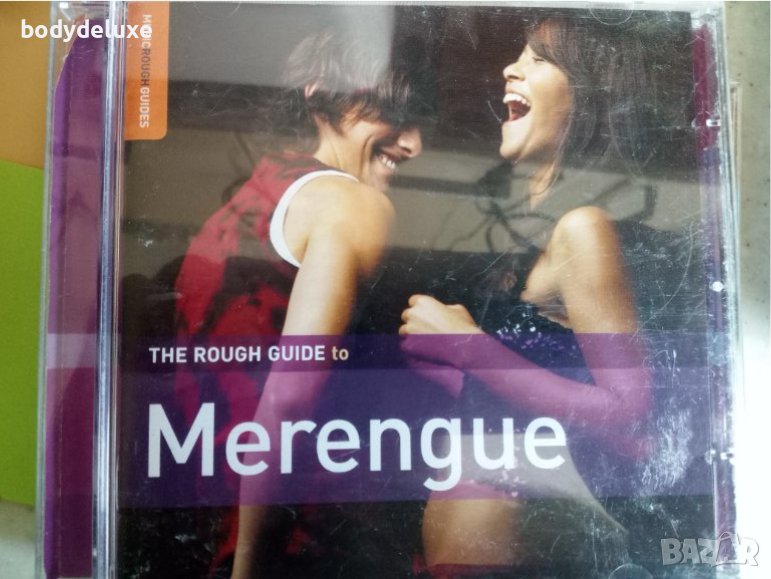 bodydeluxe
MUSIC ROUGH GUIDES
THE ROUGH GUIDE to
Merengue
BAZAR